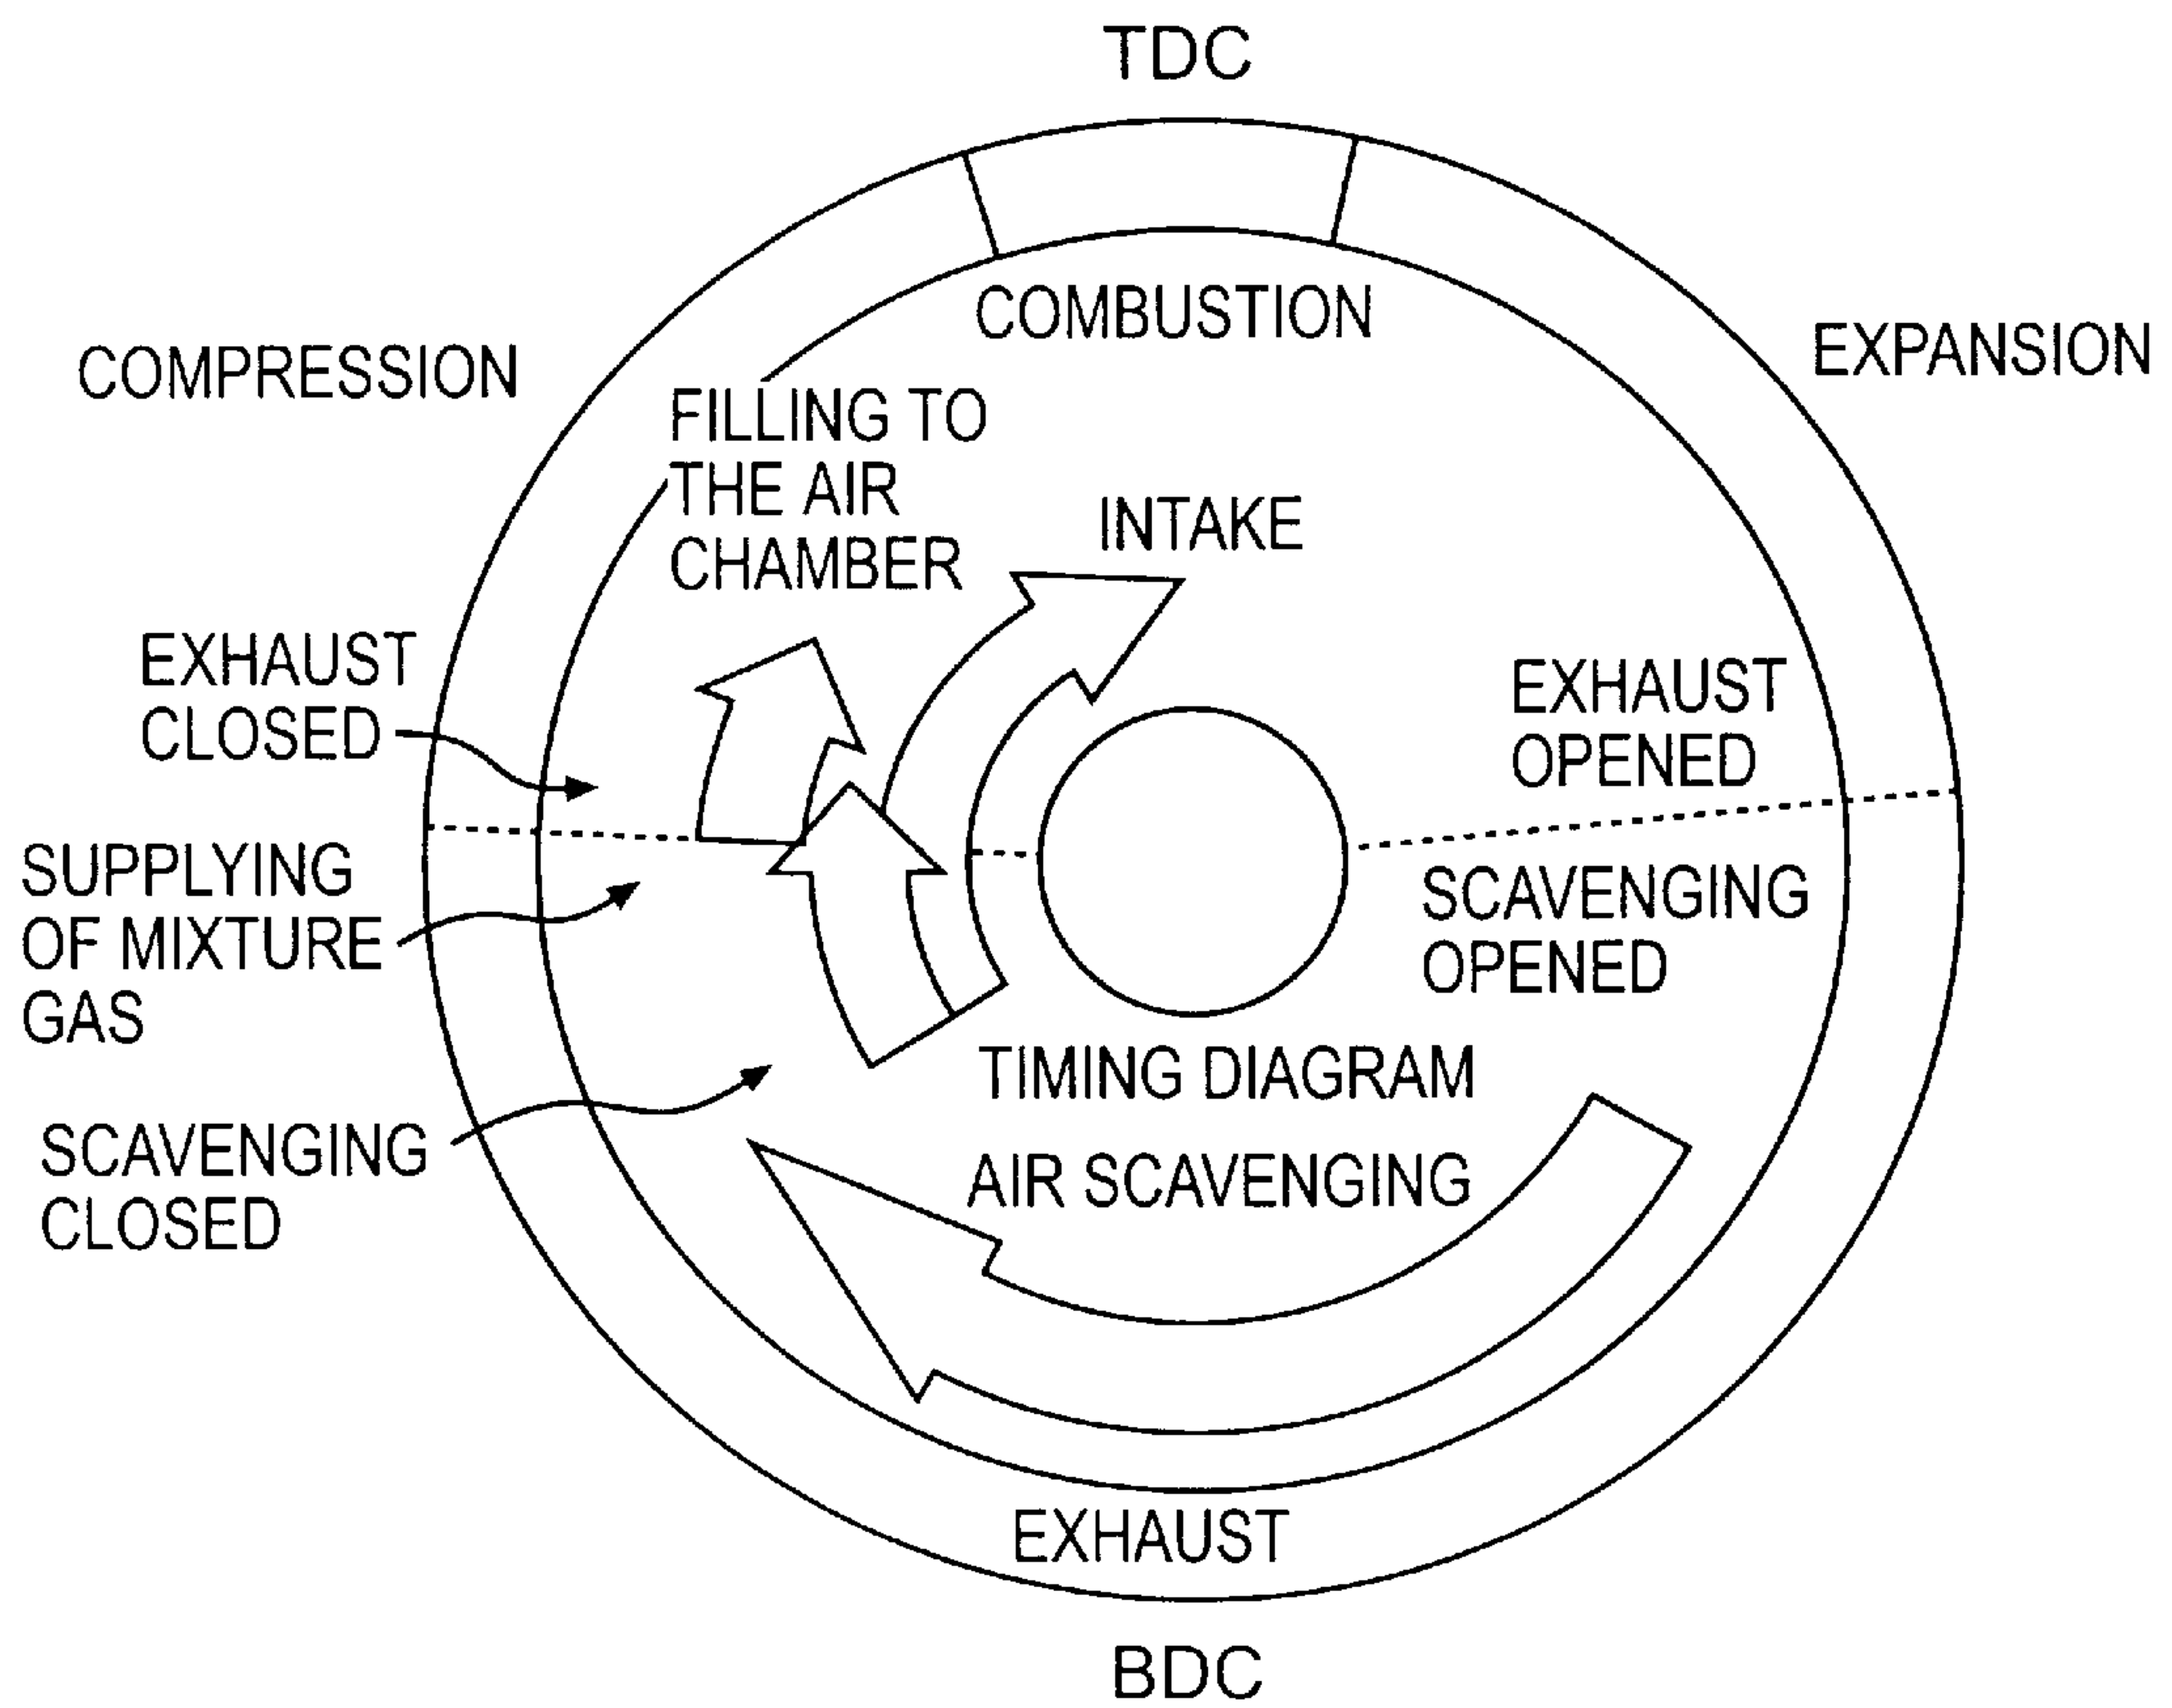 TDC
COMBUSTION
COMPRESSION
EXPANSION
FILLING TO
THE AIR
CHAMBER
INTAKE
EXHAUST
CLOSED
EXHAUST
OPENED
SUPPLYING
OF MIXTURE
GAS
SCAVENGING
OPENED
TIMING DIAGRAM
SCAVENGING
CLOSED
AIR SCAVENGING
EXHAUST
BDC